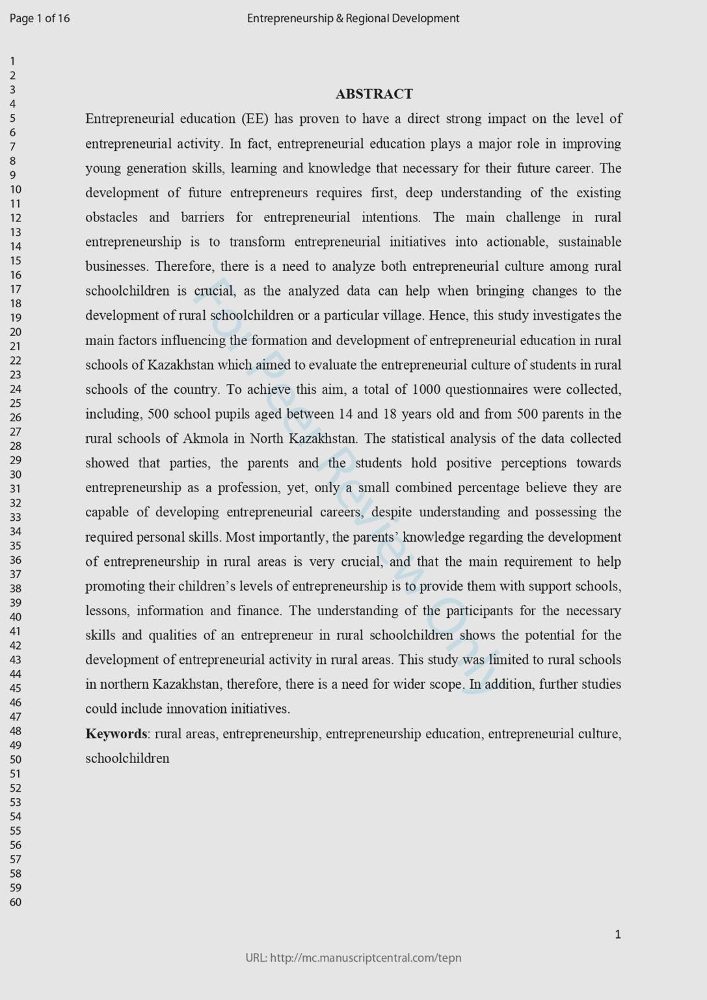 Page 1 of 16
Entrepreneurship & Regional Development
1
2
3
4
5
6
7
8
9
10
11
12
13
14
15
16
17
18
19
20
21
22
23
24
25
26
27
28
29
30
31
32
33
34
35
36
37
38
39
40
41
42
43
44
45
46
47
48
49
50
51
52
53
54
55
56
57
58
59
60
ABSTRACT
Entrepreneurial education (EE) has proven to have a direct strong impact on the level of
entrepreneurial activity. In fact, entrepreneurial education plays a major role in improving
young generation skills, learning and knowledge that necessary for their future career. The
development of future entrepreneurs requires first, deep understanding of the existing
obstacles and barriers for entrepreneurial intentions. The main challenge in rural
entrepreneurship is to transform entrepreneurial initiatives into actionable, sustainable
businesses. Therefore, there is a need to analyze both entrepreneurial culture among rural
schoolchildren is crucial, as the analyzed data can help when bringing changes to the
development of rural schoolchildren or a particular village. Hence, this study investigates the
main factors influencing the formation and development of entrepreneurial education in rural
schools of Kazakhstan which aimed to evaluate the entrepreneurial culture of students in rural
schools of the country. To achieve this aim, a total of 1000 questionnaires were collected,
including, 500 school pupils aged between 14 and 18 years old and from 500 parents in the
rural schools of Akmola in North Kazakhstan. The statistical analysis of the data collected
showed that parties, the parents and the students hold positive perceptions towards
entrepreneurship as a profession, yet, only a small combined percentage believe they are
capable of developing entrepreneurial careers, despite understanding and possessing the
required personal skills. Most importantly, the parents’ knowledge regarding the development
of entrepreneurship in rural areas is very crucial, and that the main requirement to help
promoting their children’s levels of entrepreneurship is to provide them with support schools,
lessons, information and finance. The understanding of the participants for the necessary
skills and qualities of an entrepreneur in rural schoolchildren shows the potential for the
development of entrepreneurial activity in rural areas. This study was limited to rural schools
in northern Kazakhstan, therefore, there is a need for wider scope. In addition, further studies
could include innovation initiatives.
Keywords: rural areas, entrepreneurship, entrepreneurship education, entrepreneurial culture,
schoolchildren
For Peer Review Only
1
URL: http://mc.manuscriptcentral.com/tepn